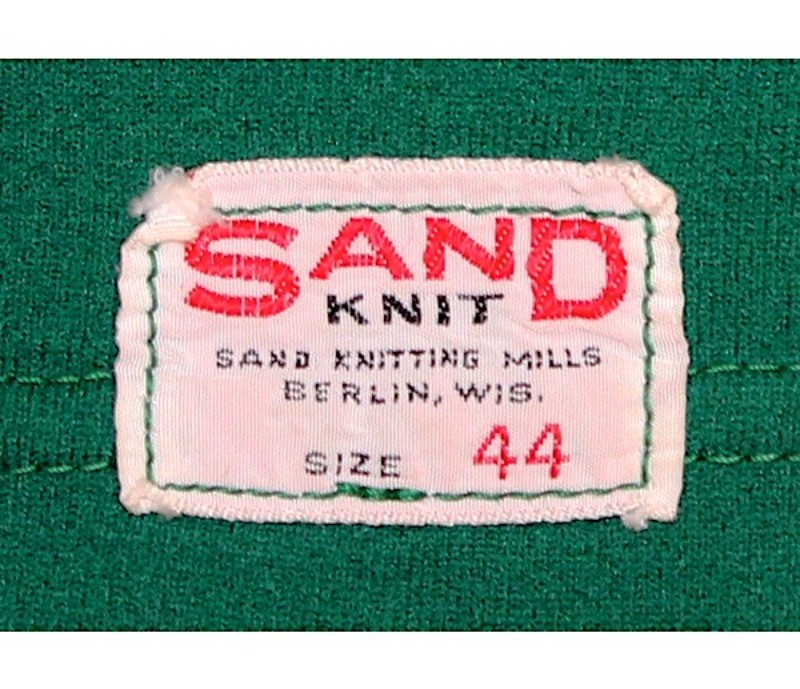 SAND
KNIT
SAND KNITTING MILLS
BERLIN, WIS.
SIZE 44